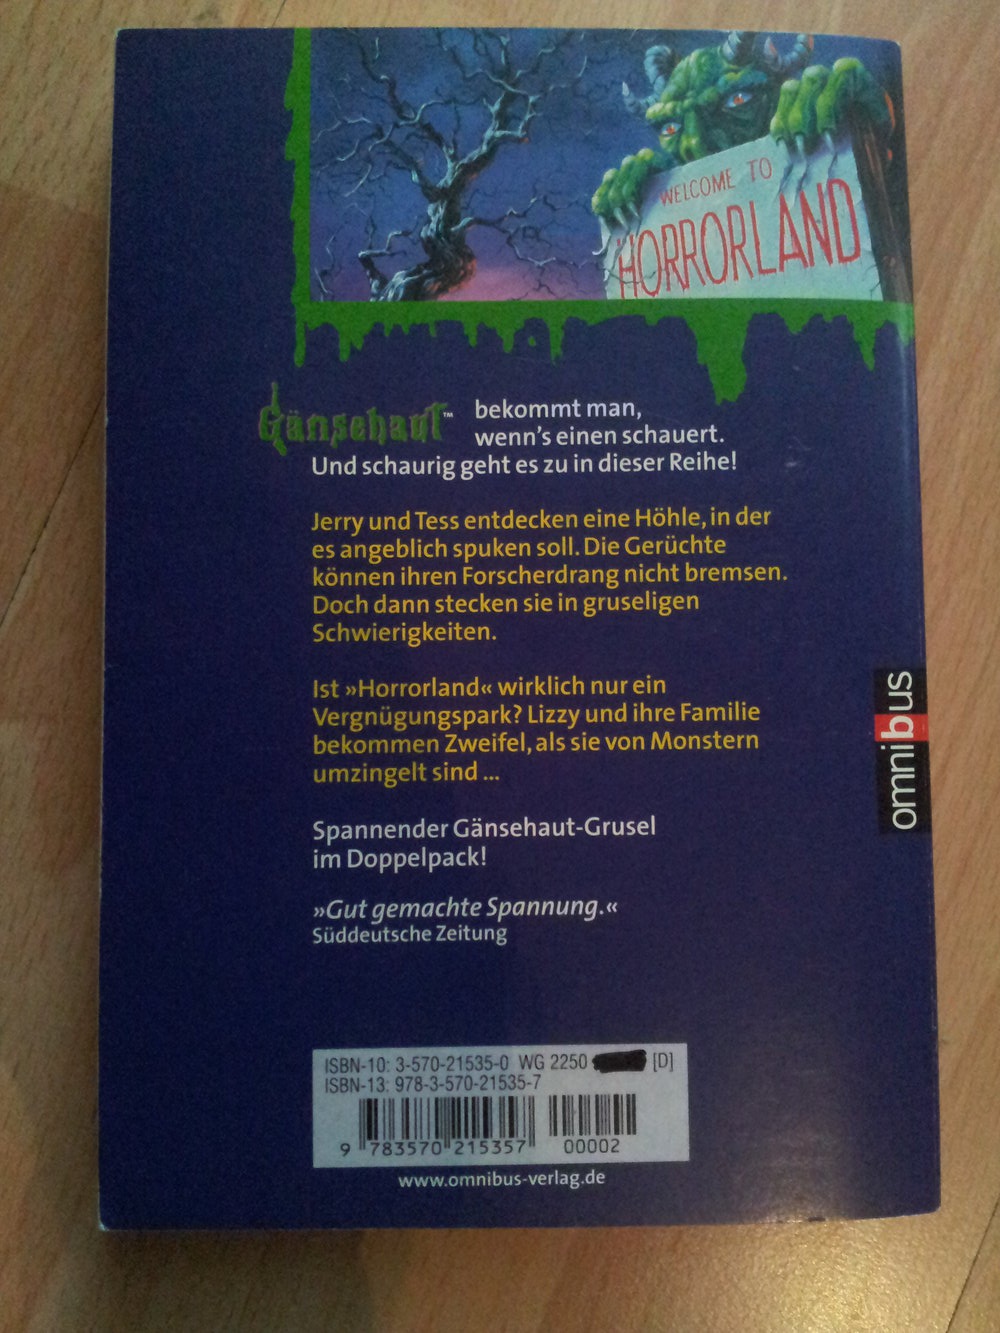 WELCOME TO
HORRORLAND
Gänsehaut™ bekommt man,
wenn's einen schauert.
Und schaurig geht es zu in dieser Reihe!
Jerry und Tess entdecken eine Höhle, in der
es angeblich spuken soll. Die Gerüchte
können ihren Forscherdrang nicht bremsen.
Doch dann stecken sie in gruseligen
Schwierigkeiten.
Ist »Horrorland« wirklich nur ein
Vergnügungspark? Lizzy und ihre Familie
bekommen Zweifel, als sie von Monstern
umzingelt sind ...
omnibus
Spannender Gänsehaut-Grusel
im Doppelpack!
»Gut gemachte Spannung.«
Süddeutsche Zeitung
ISBN-10: 3-570-21535-0 WG 2250 [D]
ISBN-13: 978-3-570-21535-7
9 783570 215357 00002
www.omnibus-verlag.de